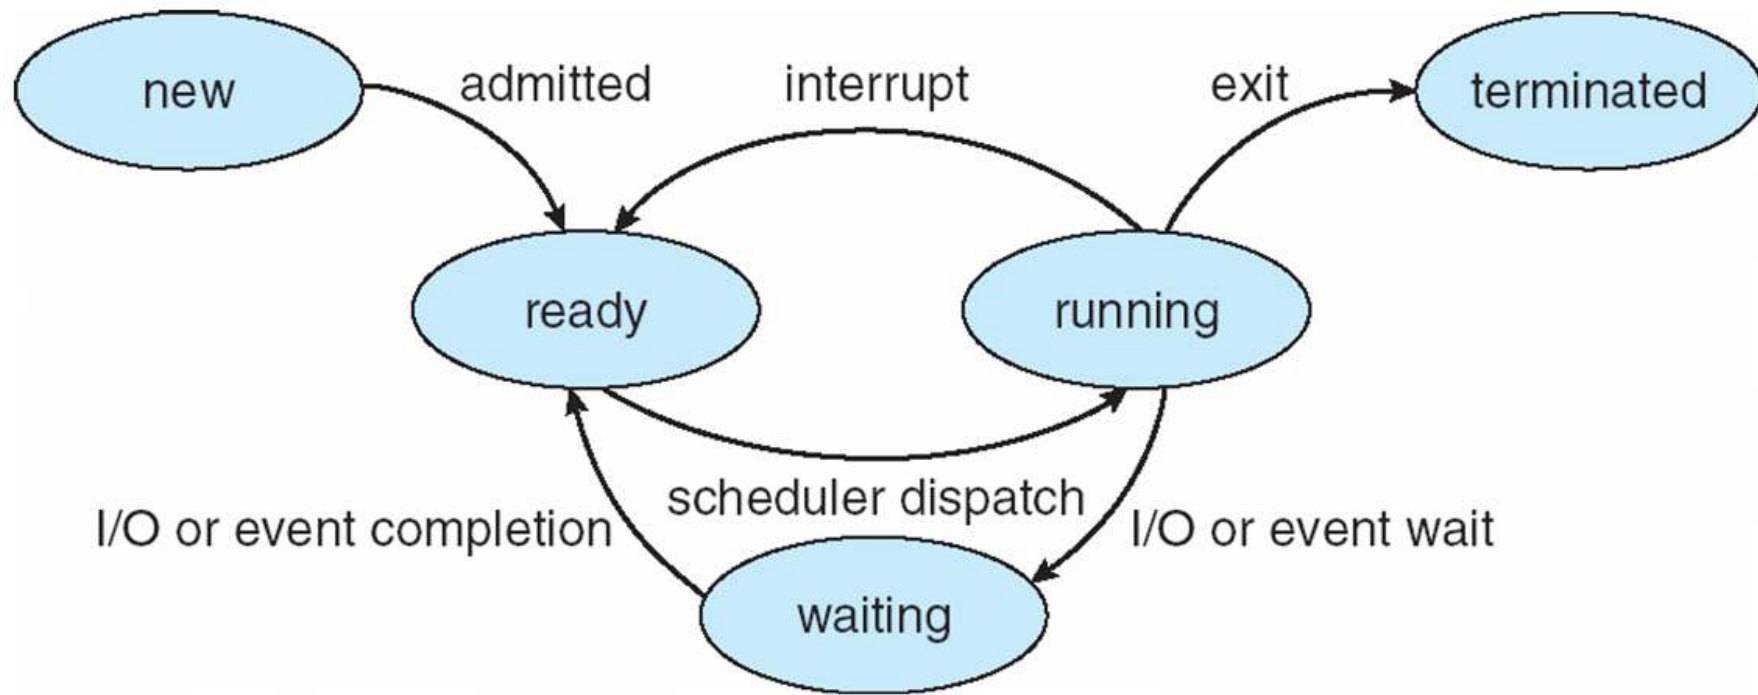 new
admitted
interrupt
exit
terminated
ready
running
scheduler dispatch
I/O or event completion
I/O or event wait
waiting